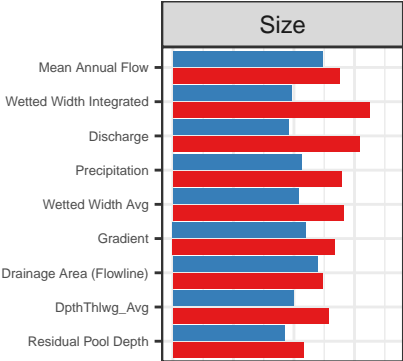 Size
Mean Annual Flow
Wetted Width Integrated
Discharge
Precipitation
Wetted Width Avg
Gradient
Drainage Area (Flowline)
DpthThlwg_Avg
Residual Pool Depth